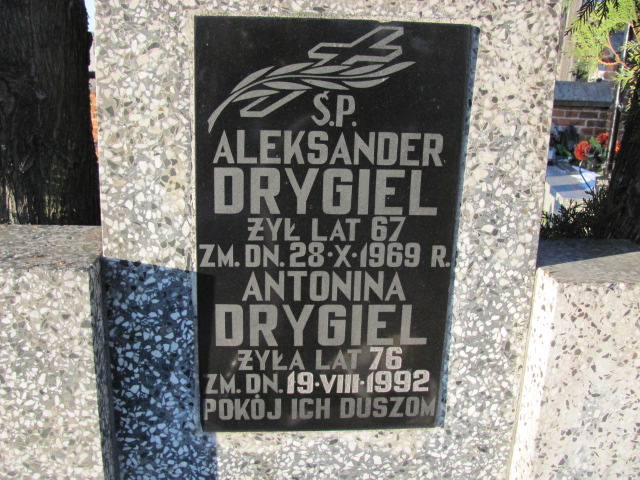 Ś.P.
ALEKSANDER
DRYGIEL
ŻYŁ LAT 67
ZM. DN. 28·X·1969 R.
ANTONINA
DRYGIEL
ŻYŁA LAT 76
ZM. DN. 19·VIII·1992
POKÓJ ICH DUSZOM